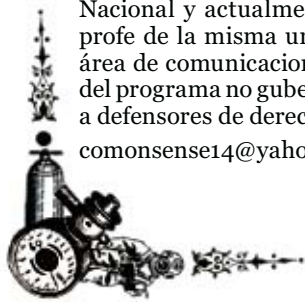 Nacional y actualme
profe de la misma un
área de comunicacion
del programa no gube
a defensores de derec
comonsense14@yaho